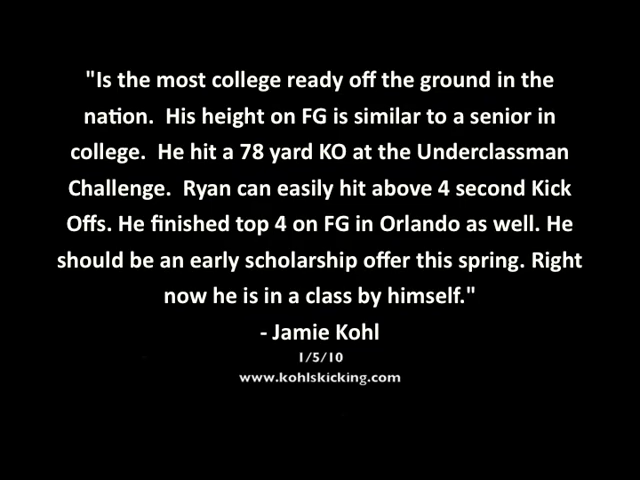 "Is the most college ready off the ground in the
nation.  His height on FG is similar to a senior in
college.  He hit a 78 yard KO at the Underclassman
Challenge.  Ryan can easily hit above 4 second Kick
Offs. He finished top 4 on FG in Orlando as well. He
should be an early scholarship offer this spring. Right
now he is in a class by himself."
- Jamie Kohl
1/5/10
www.kohlskicking.com